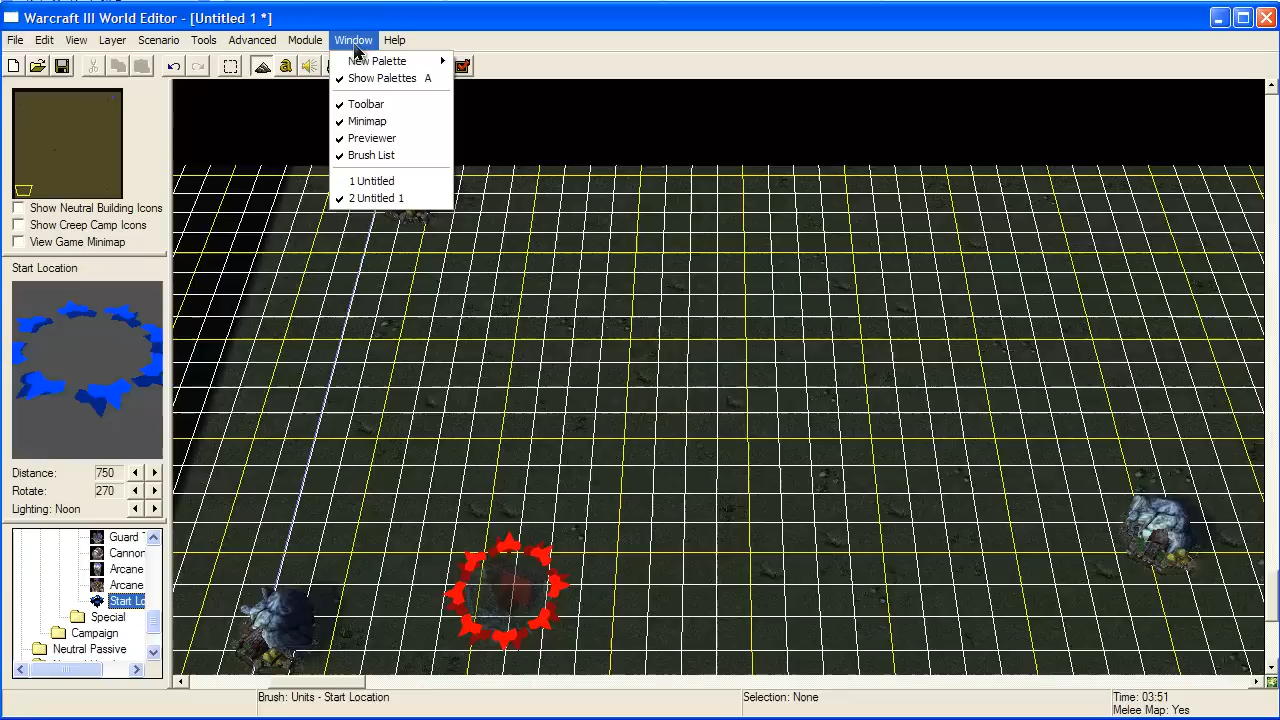 Warcraft III World Editor - [Untitled 1 *]
File Edit View Layer Scenario Tools Advanced Module Window Help
New Palette
Show Palettes A
Toolbar
Minimap
Previewer
Brush List
1 Untitled
2 Untitled 1
Show Neutral Building Icons
Show Creep Camp Icons
View Game Minimap
Start Location
Distance: 750
Rotate: 270
Lighting: Noon
Guard
Cannon
Arcane
Arcane
Start Lo
Special
Campaign
Neutral Passive
Brush: Units - Start Location
Selection: None
Time: 03:51
Melee Map: Yes